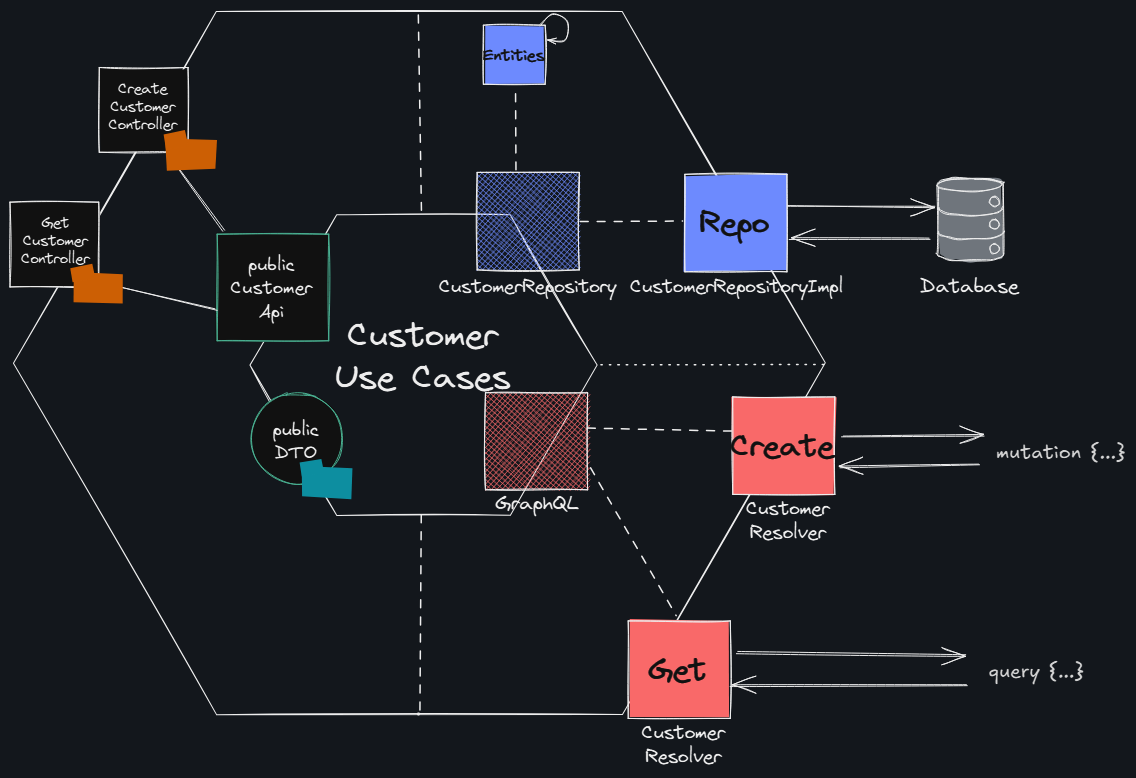 Entities
Create
Customer
Controller
Get
Customer
Controller
public
Customer
Api
Repo
CustomerRepository
CustomerRepositoryImpl
Database
Customer
Use Cases
public
DTO
GraphQL
Create
Customer
Resolver
mutation {...}
Get
Customer
Resolver
query {...}